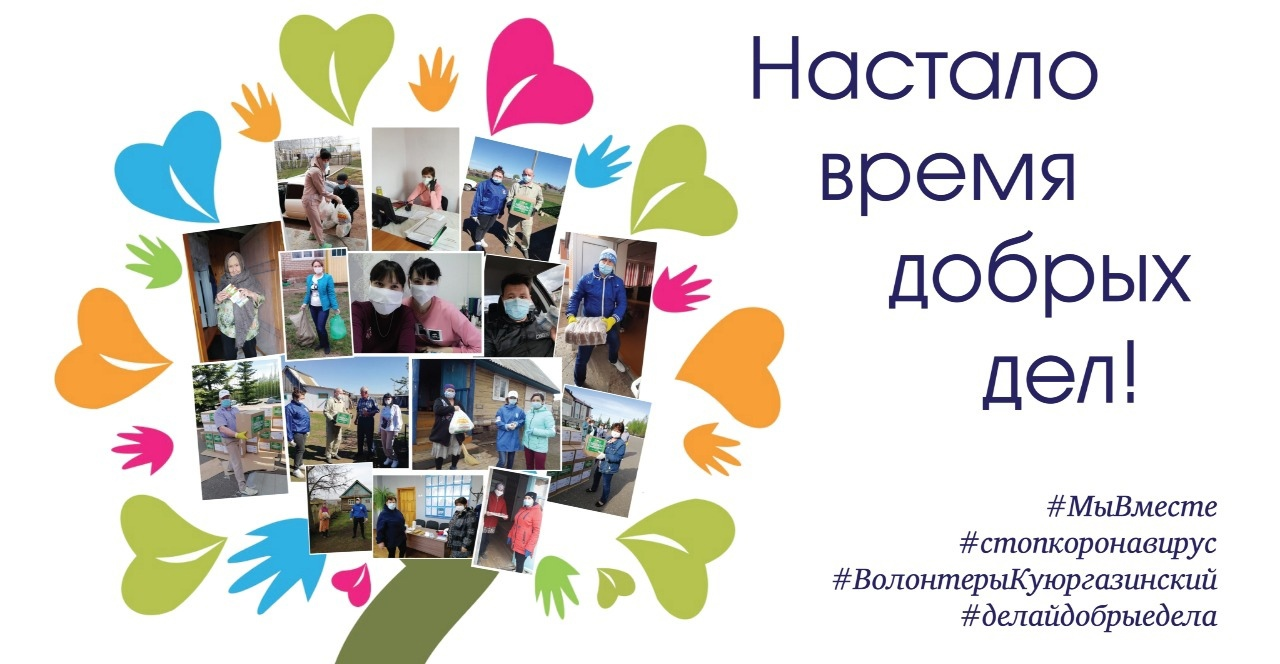 Настало
время
добрых
дел!
#МыВместе
#стопкоронавирус
#ВолонтерыКуюргазинский
#делайдобрыедела